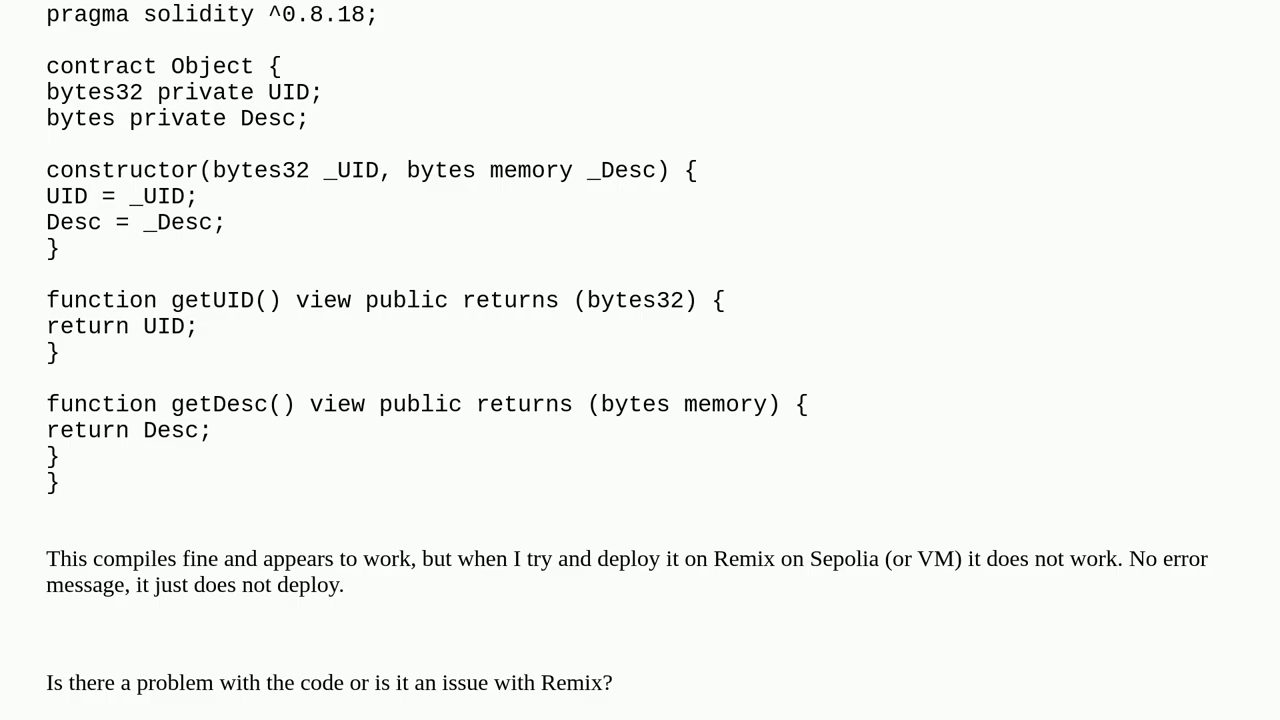 pragma solidity ^0.8.18;
contract Object {
bytes32 private UID;
bytes private Desc;
constructor(bytes32 _UID, bytes memory _Desc) {
UID = _UID;
Desc = _Desc;
}
function getUID() view public returns (bytes32) {
return UID;
}
function getDesc() view public returns (bytes memory) {
return Desc;
}
}
This compiles fine and appears to work, but when I try and deploy it on Remix on Sepolia (or VM) it does not work. No error
message, it just does not deploy.
Is there a problem with the code or is it an issue with Remix?